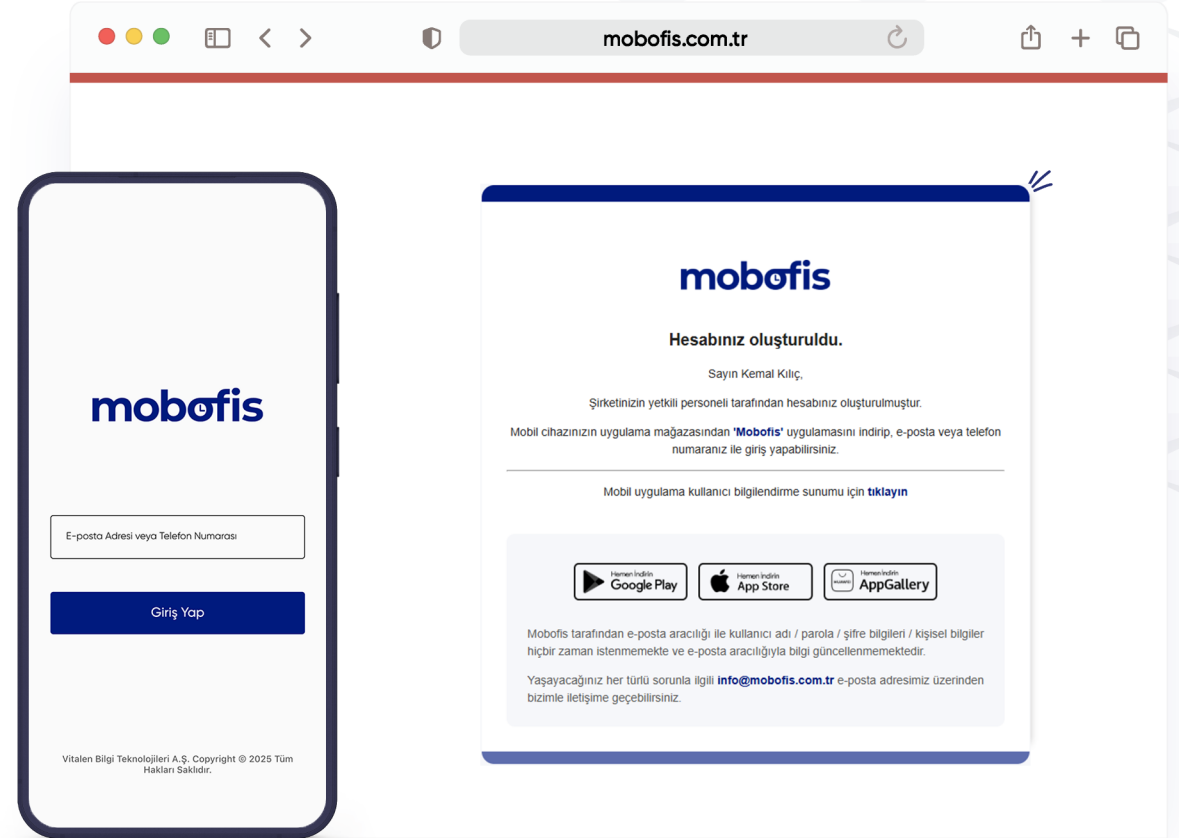 mobofis.com.tr
mobofis
E-posta Adresi veya Telefon Numarası
Giriş Yap
Vitalen Bilgi Teknolojileri A.Ş. Copyright © 2025 Tüm
Hakları Saklıdır.
mobofis
Hesabınız oluşturuldu.
Sayın Kemal Kılıç,
Şirketinizin yetkili personeli tarafından hesabınız oluşturulmuştur.
Mobil cihazınızın uygulama mağazasından 'Mobofis' uygulamasını indirip, e-posta veya telefon
numaranız ile giriş yapabilirsiniz.
Mobil uygulama kullanıcı bilgilendirme sunumu için tıklayın
Hemen İndirin
Google Play
Hemen İndirin
App Store
HUAWEI
Hemen İndirin
AppGallery
Mobofis tarafından e-posta aracılığı ile kullanıcı adı / parola / şifre bilgileri / kişisel bilgiler
hiçbir zaman istenmemekte ve e-posta aracılığıyla bilgi güncellenmemektedir.
Yaşayacağınız her türlü sorunla ilgili info@mobofis.com.tr e-posta adresimiz üzerinden
bizimle iletişime geçebilirsiniz.